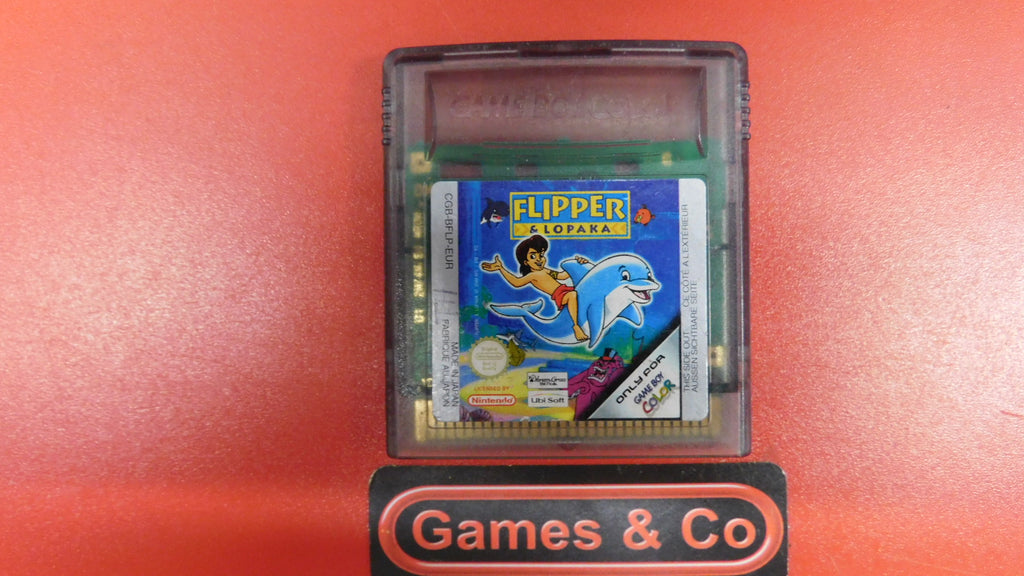 GAME BOY COLOR
CGB-BFLP-EUR
FLIPPER
& LOPAKA
THIS SIDE OUT. CE CÔTÉ A L'EXTÉRIEUR
AUSSEN SICHTBARE SEITE
MADE IN JAPAN
FABRIQUÉ AU JAPON
LICENSED BY
Nintendo
Ubi Soft
ONLY FOR
GAME BOY
COLOR
Games & Co